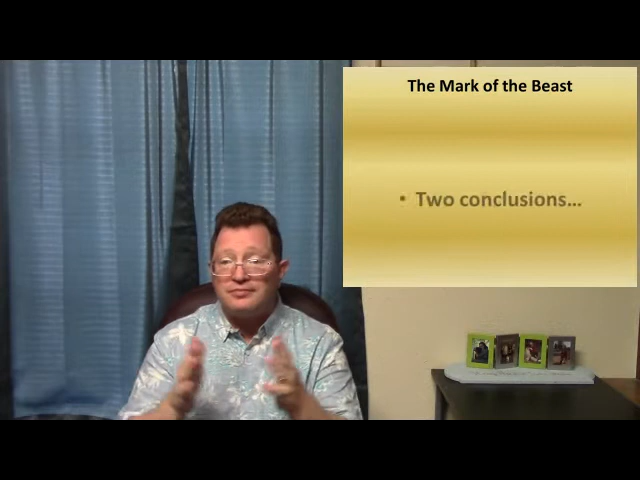 The Mark of the Beast
• Two conclusions...